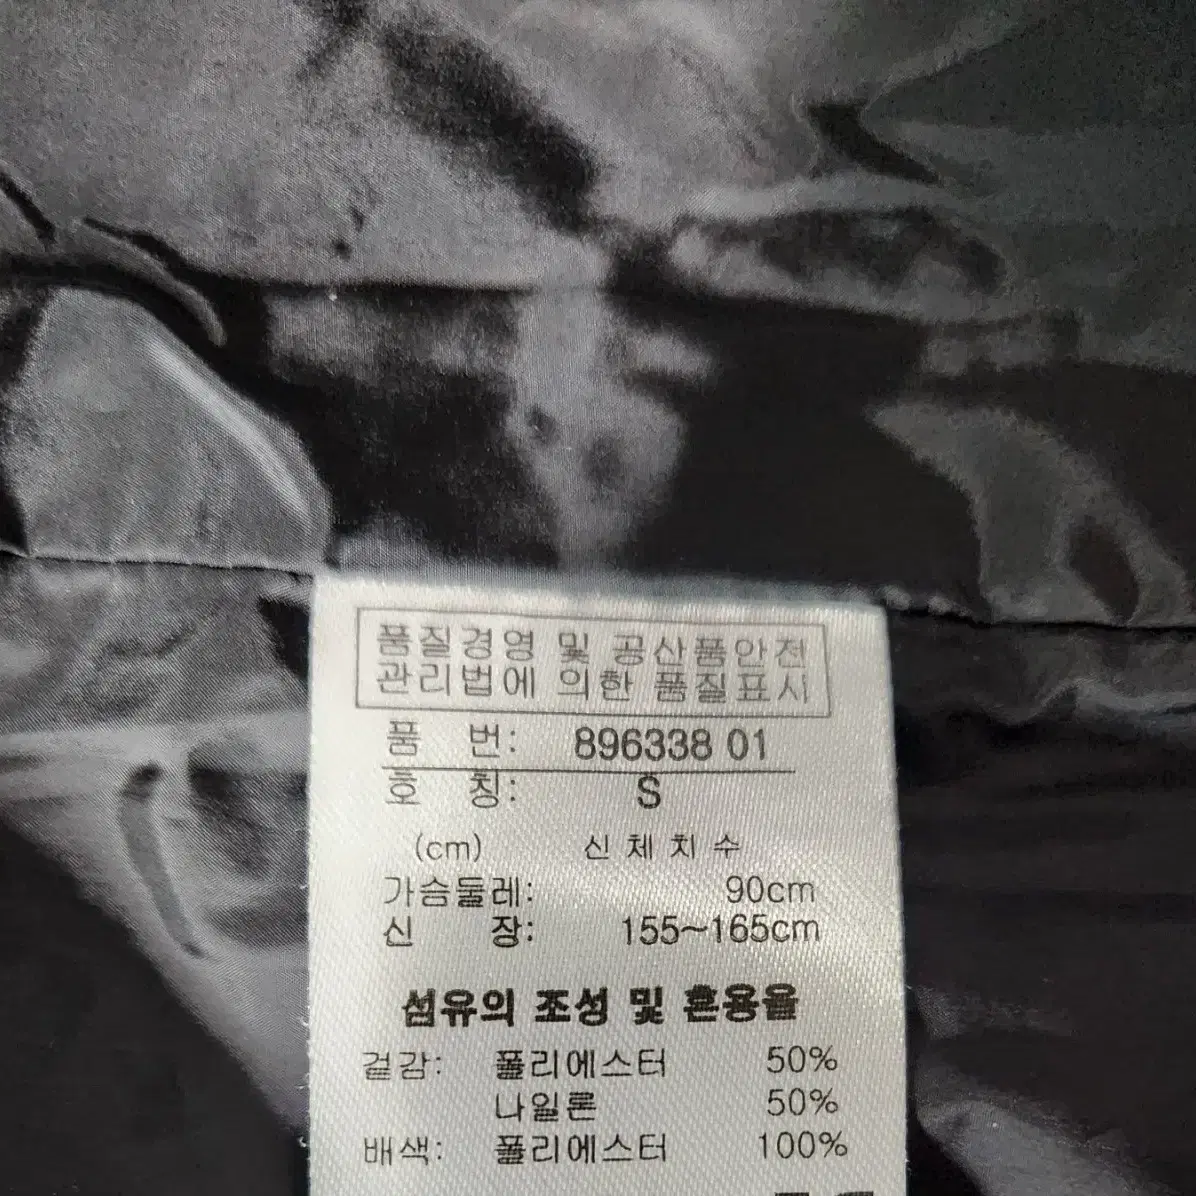 품질경영 및 공산품안전
관리법에 의한 품질표시
품 번: 896338 01
호 칭: S
(cm) 신체치수
가슴둘레: 90cm
신 장: 155~165cm
섬유의 조성 및 혼용율
겉감: 폴리에스터 50%
나일론 50%
배색: 폴리에스터 100%